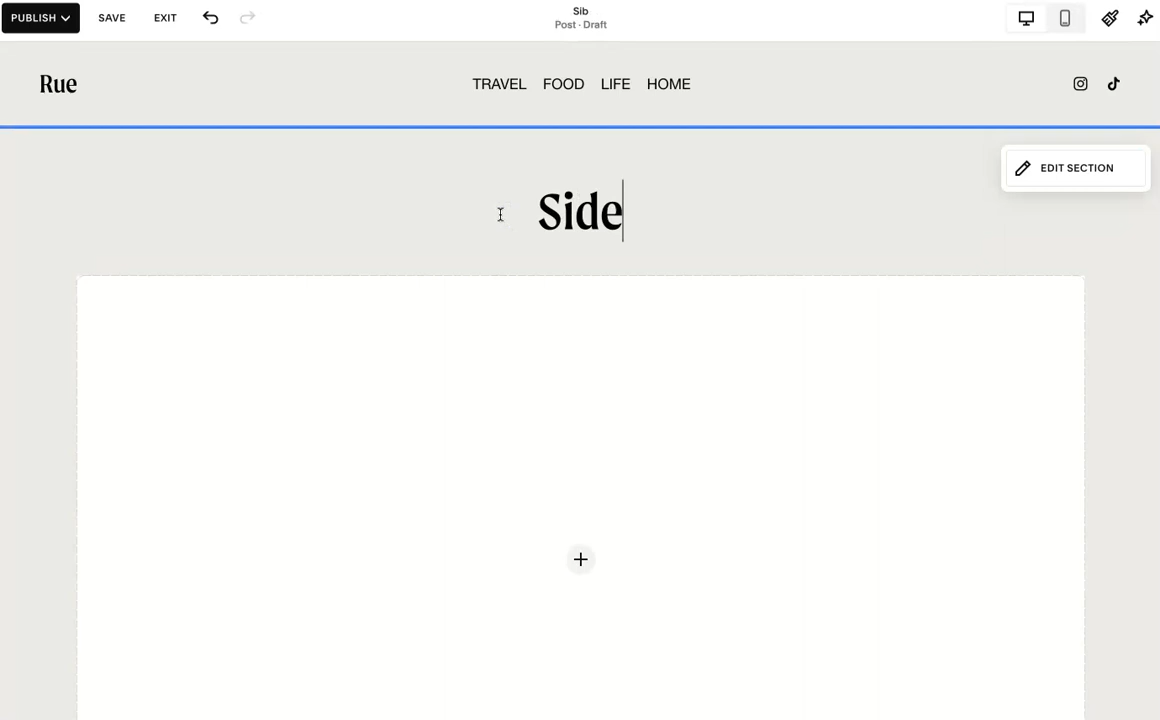 PUBLISH
SAVE
EXIT
Sib
Post · Draft
Rue
TRAVEL FOOD LIFE HOME
EDIT SECTION
Side